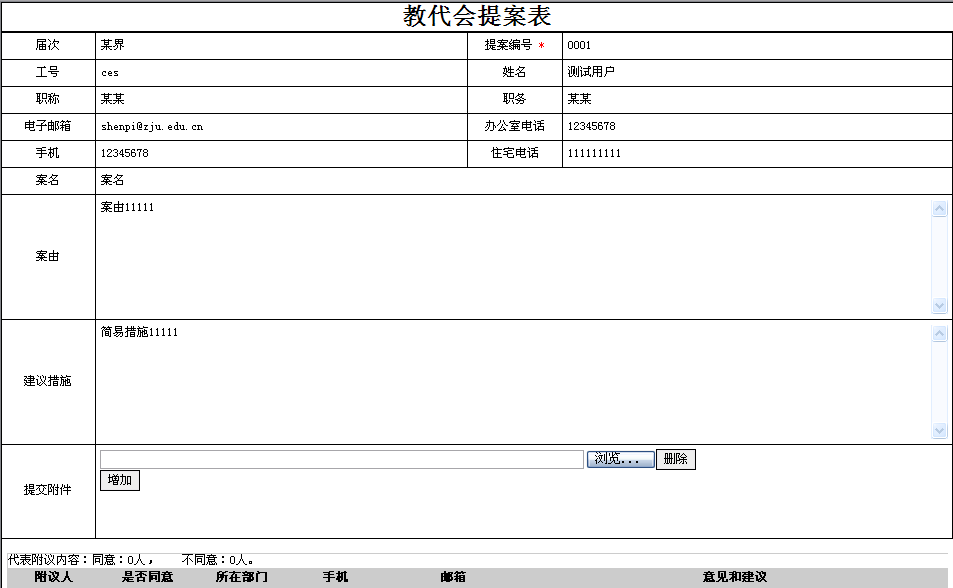 教代会提案表
届次 某界 提案编号 * 0001
工号 ces 姓名 测试用户
职称 某某 职务 某某
电子邮箱 shenpi@zju.edu.cn 办公室电话 12345678
手机 12345678 住宅电话 111111111
案名 案名
案由 案由11111
建议措施 简易措施11111
提交附件 浏览... 删除
增加
代表附议内容：同意：0人， 不同意：0人。
附议人 是否同意 所在部门 手机 邮箱 意见和建议